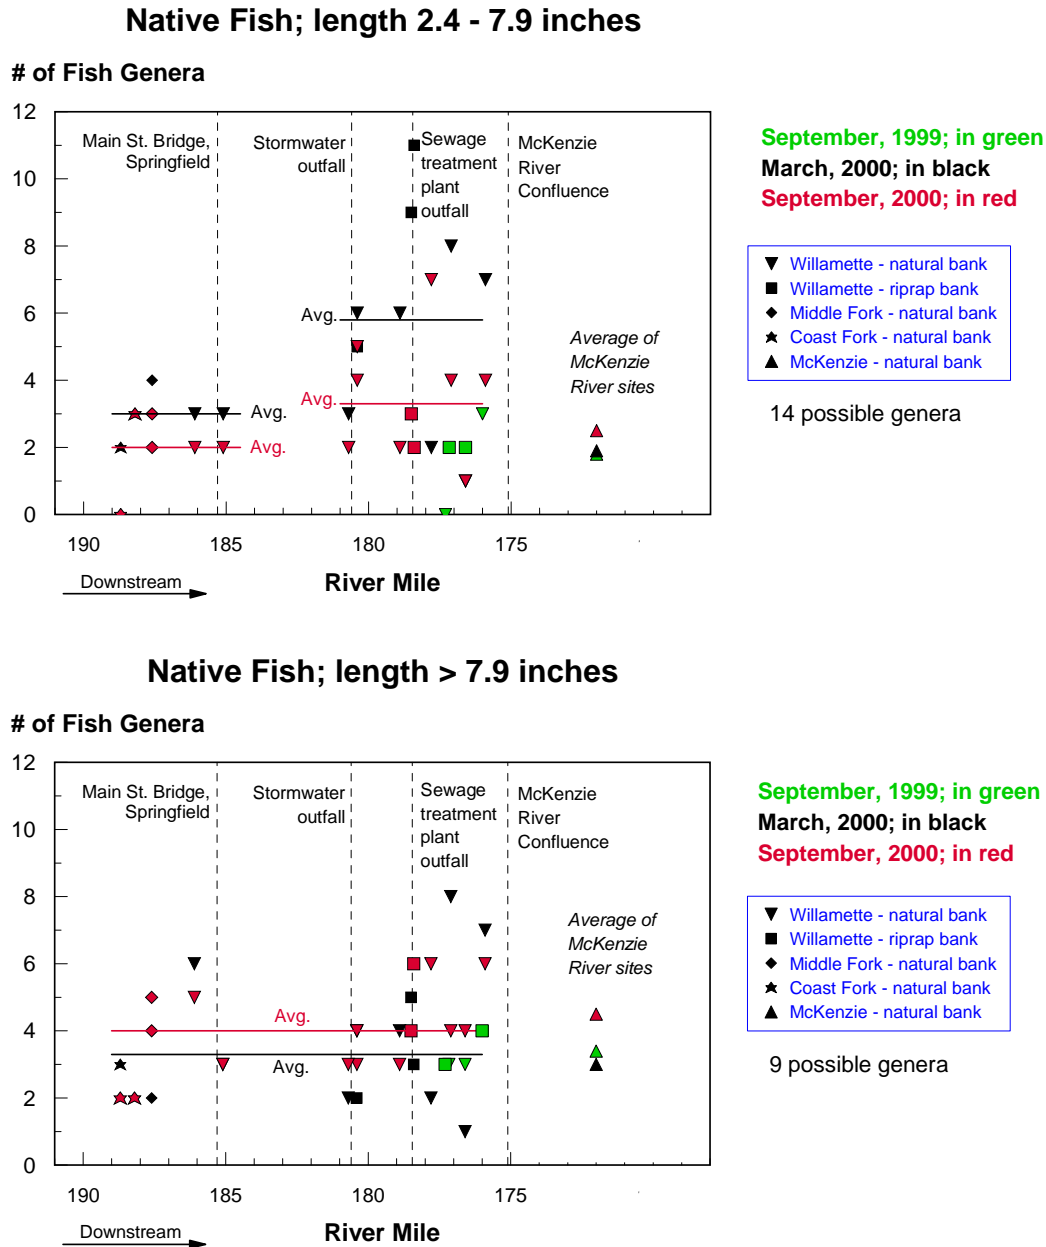 Native Fish; length 2.4 - 7.9 inches
# of Fish Genera
12
10
8
6
4
2
0
Main St. Bridge,
Springfield
Stormwater
outfall
Sewage
treatment
plant
outfall
McKenzie
River
Confluence
Avg.
Avg.
Avg.
Avg.
Average of
McKenzie
River sites
190
185
180
175
Downstream
River Mile
September, 1999; in green
March, 2000; in black
September, 2000; in red
Willamette - natural bank
Willamette - riprap bank
Middle Fork - natural bank
Coast Fork - natural bank
McKenzie - natural bank
14 possible genera
Native Fish; length > 7.9 inches
# of Fish Genera
12
10
8
6
4
2
0
Main St. Bridge,
Springfield
Stormwater
outfall
Sewage
treatment
plant
outfall
McKenzie
River
Confluence
Avg.
Avg.
Average of
McKenzie
River sites
190
185
180
175
Downstream
River Mile
September, 1999; in green
March, 2000; in black
September, 2000; in red
Willamette - natural bank
Willamette - riprap bank
Middle Fork - natural bank
Coast Fork - natural bank
McKenzie - natural bank
9 possible genera